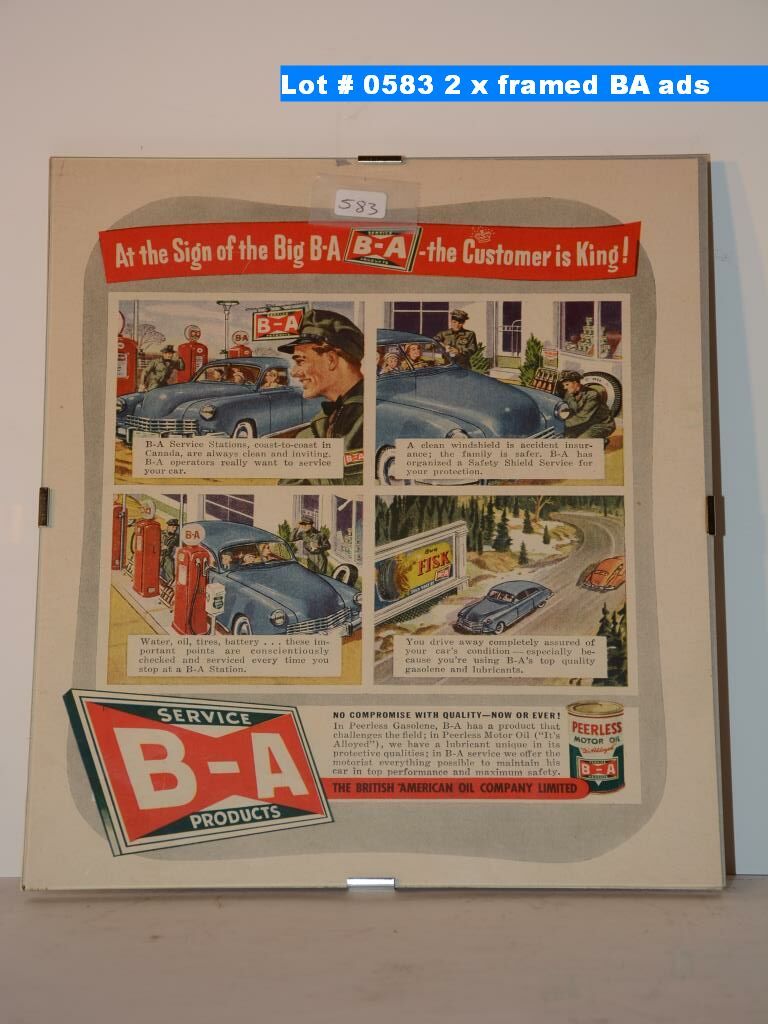 Lot # 0583 2 x framed BA ads
583
At the Sign of the Big B-A SERVICE B-A PRODUCTS -the Customer is King!
SERVICE
B-A
PRODUCTS
BA
B-A
B-A Service Stations, coast-to-coast in
Canada, are always clean and inviting.
B-A operators really want to service
your car.
A clean windshield is accident insur-
ance; the family is safer. B-A has
organized a Safety Shield Service for
your protection.
B-A
Buy
FISK
Water, oil, tires, battery . . . these im-
portant points are conscientiously
checked and serviced every time you
stop at a B-A Station.
You drive away completely assured of
your car's condition — especially be-
cause you're using B-A's top quality
gasolene and lubricants.
SERVICE
B-A
PRODUCTS
NO COMPROMISE WITH QUALITY—NOW OR EVER!
In Peerless Gasolene, B-A has a product that
challenges the field; in Peerless Motor Oil ("It's
Alloyed"), we have a lubricant unique in its
protective qualities; in B-A service we offer the
motorist everything possible to maintain his
car in top performance and maximum safety.
THE BRITISH AMERICAN OIL COMPANY LIMITED
PEERLESS
MOTOR OIL
It's Alloyed
B-A